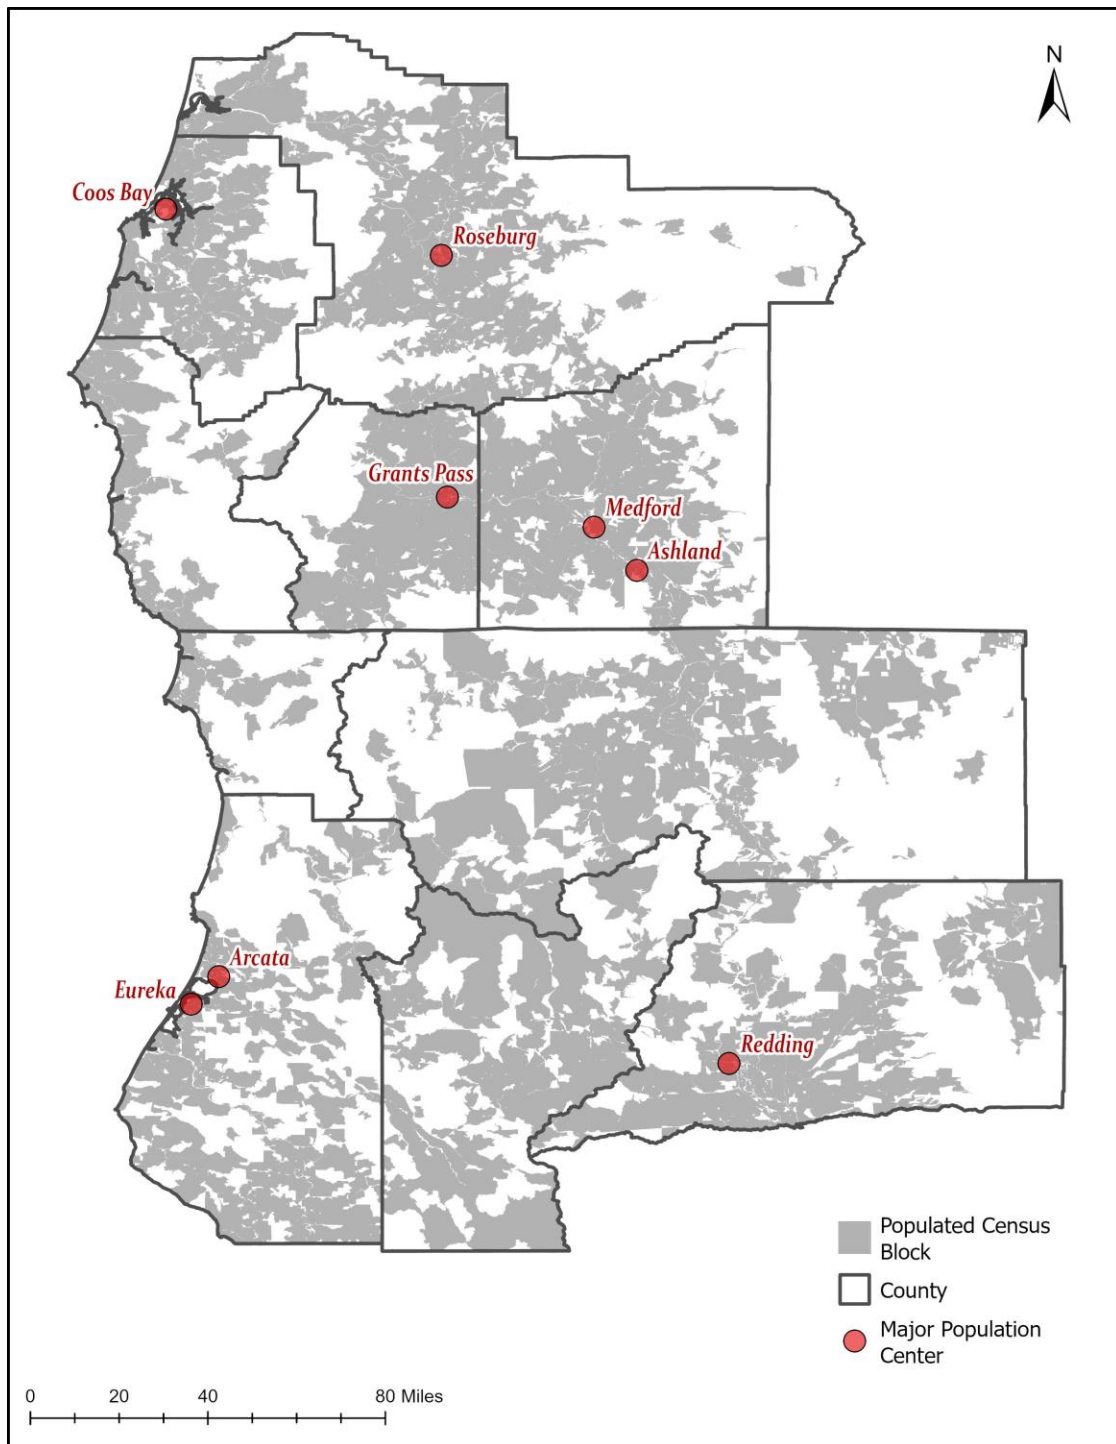 N
Coos Bay
Roseburg
Grants Pass
Medford
Ashland
Arcata
Eureka
Redding
Populated Census
Block
County
Major Population
Center
0 20 40 80 Miles